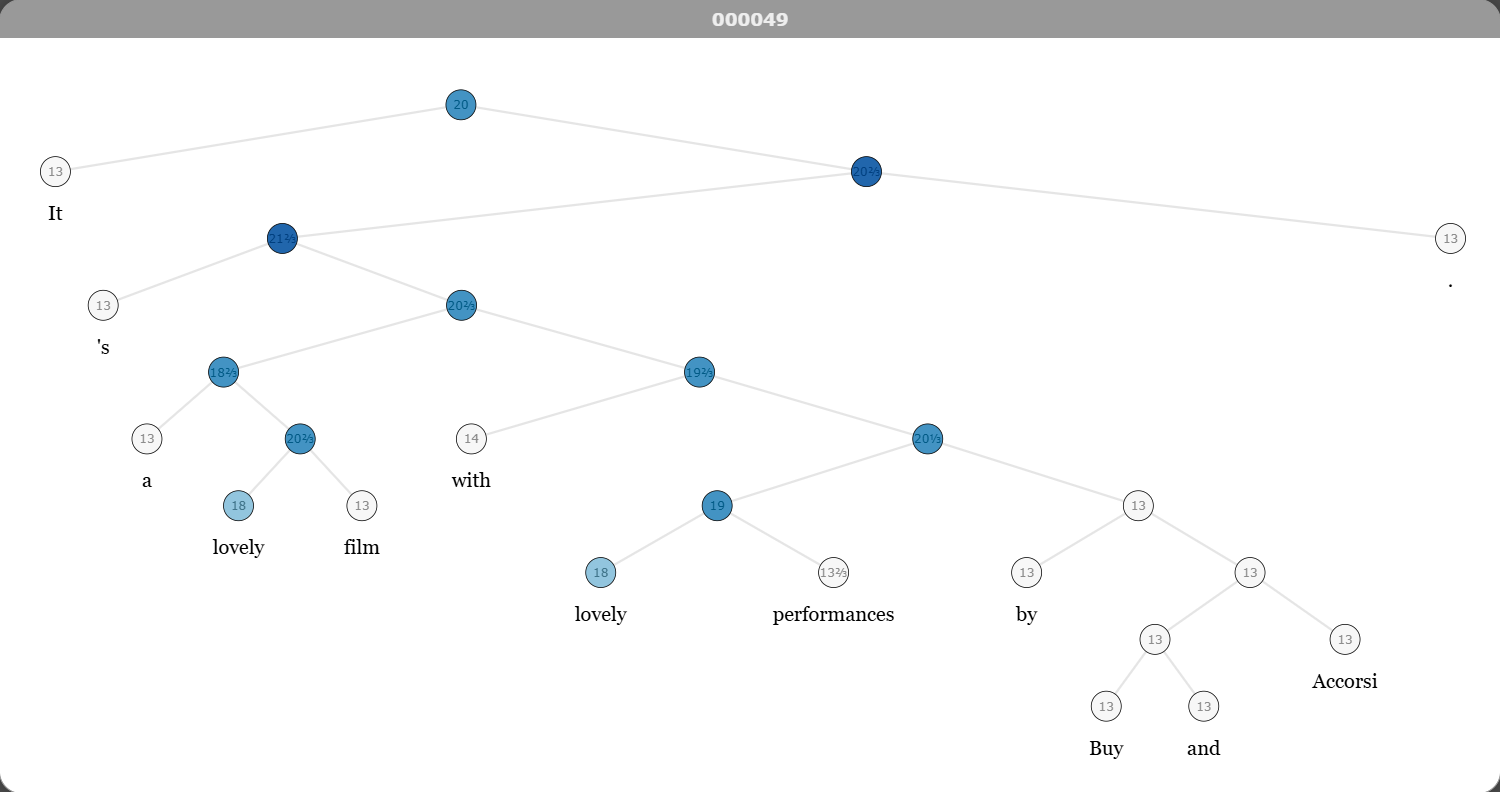 000049
20
13
20⅔
It
21⅔
13
13
20⅔
.
's
18⅔
19⅔
13
20⅔
14
20⅓
a
with
18
13
19
13
lovely
film
18
13⅔
13
13
lovely
performances
by
13
13
Accorsi
13
13
Buy
and